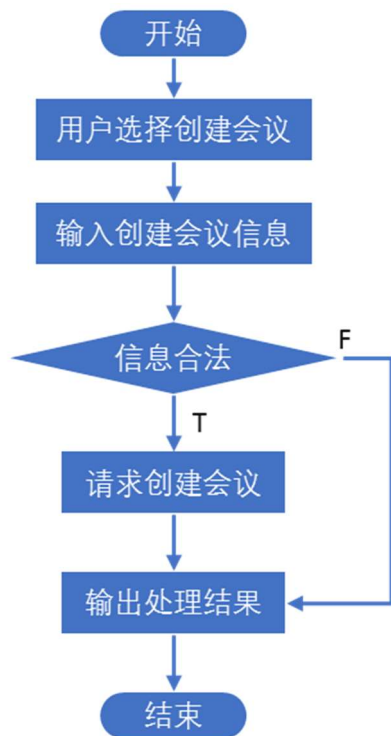 开始
用户选择创建会议
输入创建会议信息
信息合法
F
T
请求创建会议
输出处理结果
结束